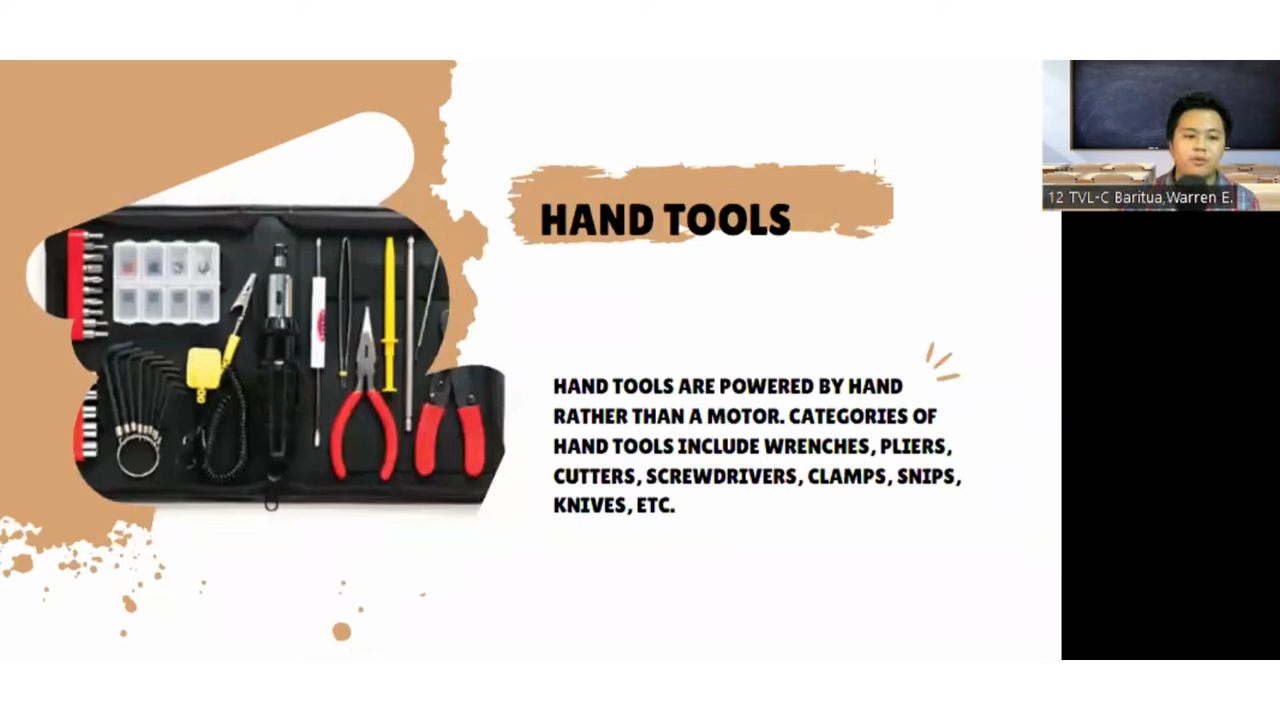 HAND TOOLS
HAND TOOLS ARE POWERED BY HAND
RATHER THAN A MOTOR. CATEGORIES OF
HAND TOOLS INCLUDE WRENCHES, PLIERS,
CUTTERS, SCREWDRIVERS, CLAMPS, SNIPS,
KNIVES, ETC.
12 TVL-C Baritua,Warren E.